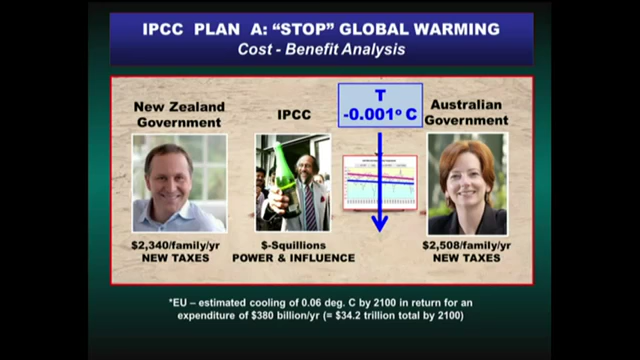 IPCC PLAN A: “STOP” GLOBAL WARMING
Cost - Benefit Analysis
New Zealand
Government
IPCC
T
-0.001º C
Australian
Government
$2,340/family/yr
NEW TAXES
$-Squillions
POWER & INFLUENCE
$2,508/family/yr
NEW TAXES
*EU – estimated cooling of 0.06 deg. C by 2100 in return for an
expenditure of $380 billion/yr (= $34.2 trillion total by 2100)